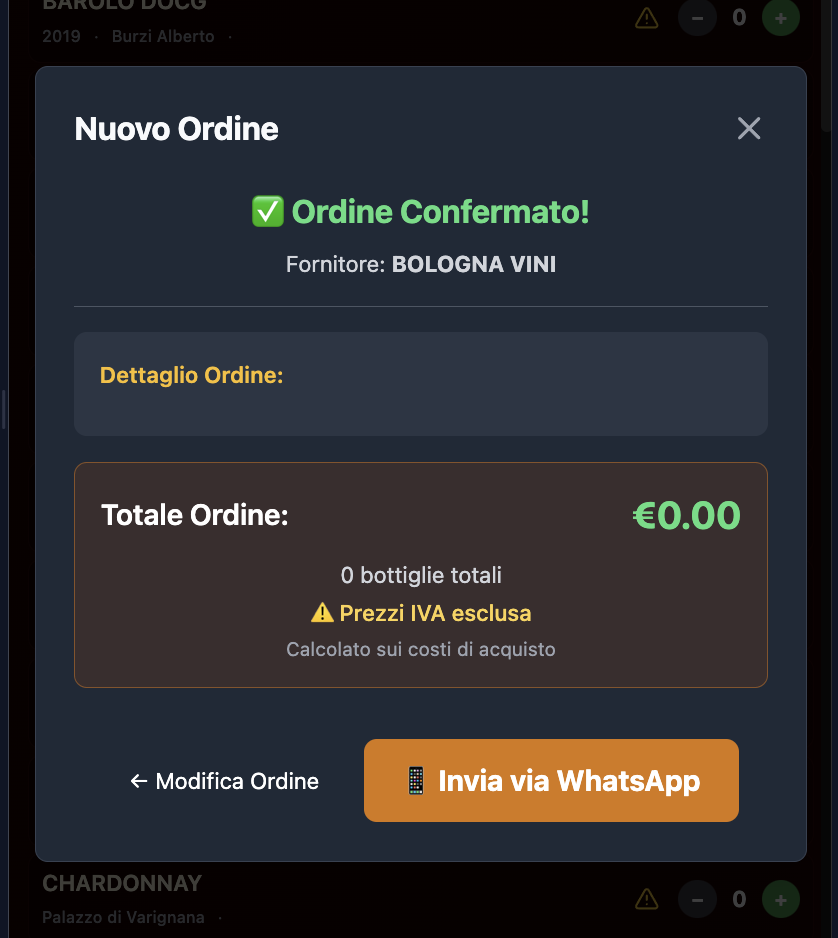 BAROLO DOCG
2019 · Burzi Alberto ·
0
Nuovo Ordine
✅ Ordine Confermato!
Fornitore: BOLOGNA VINI
Dettaglio Ordine:
Totale Ordine:
€0.00
0 bottiglie totali
⚠️ Prezzi IVA esclusa
Calcolato sui costi di acquisto
← Modifica Ordine
📱 Invia via WhatsApp
CHARDONNAY
0
Palazzo di Varignana ·